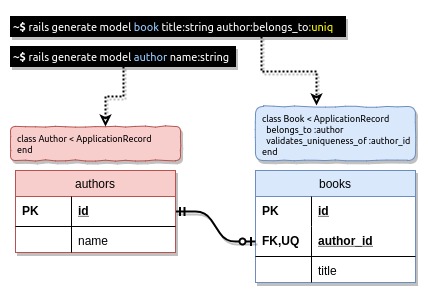 ~$ rails generate model book title:string author:belongs_to:uniq
~$ rails generate model author name:string
class Author < ApplicationRecord
end
class Book < ApplicationRecord
belongs_to :author
validates_uniqueness_of :author_id
end
authors
PK id
name
books
PK id
FK,UQ author_id
title